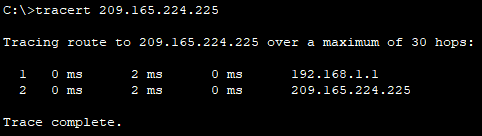 C:\>tracert 209.165.224.225
Tracing route to 209.165.224.225 over a maximum of 30 hops:
1 0 ms 2 ms 0 ms 192.168.1.1
2 0 ms 2 ms 0 ms 209.165.224.225
Trace complete.